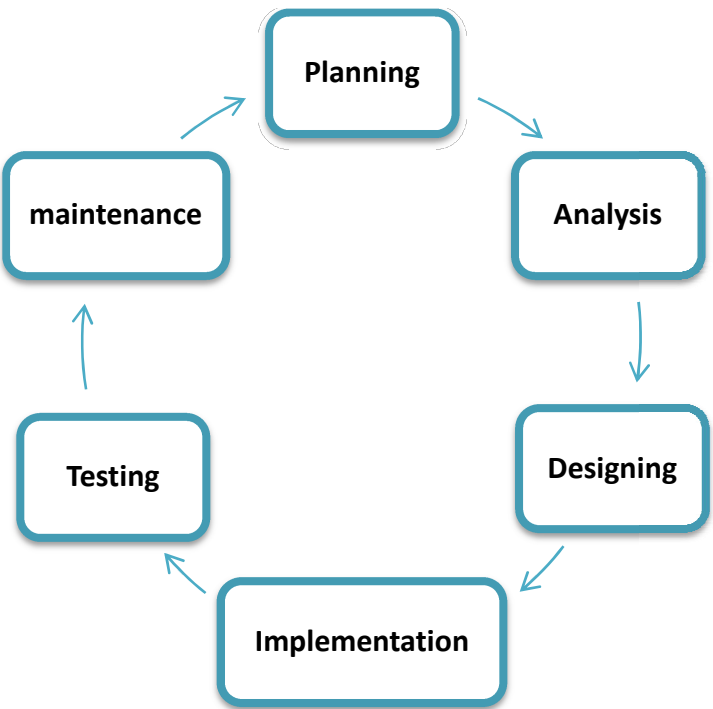 Planning
Analysis
Designing
Implementation
Testing
maintenance